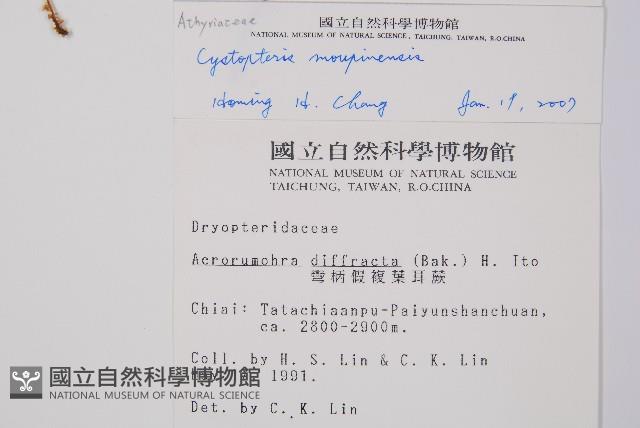 Athyriaceae
國立自然科學博物館
NATIONAL MUSEUM OF NATURAL SCIENCE, TAICHUNG, TAIWAN, R.O.CHINA
Cystopteris moupinensis
Homing H. Chang Jan. 19, 2007
國立自然科學博物館
NATIONAL MUSEUM OF NATURAL SCIENCE
TAICHUNG, TAIWAN, R.O.CHINA
Dryopteridaceae
Acrorumohra diffracta (Bak.) H. Ito
彎柄假複葉耳蕨
Chiai: Tatachiaanpu-Paiyunshanchuan,
ca. 2800-2900m.
Coll. by H. S. Lin & C. K. Lin
1991.
Det. by C. K. Lin
國立自然科學博物館
NATIONAL MUSEUM OF NATURAL SCIENCE